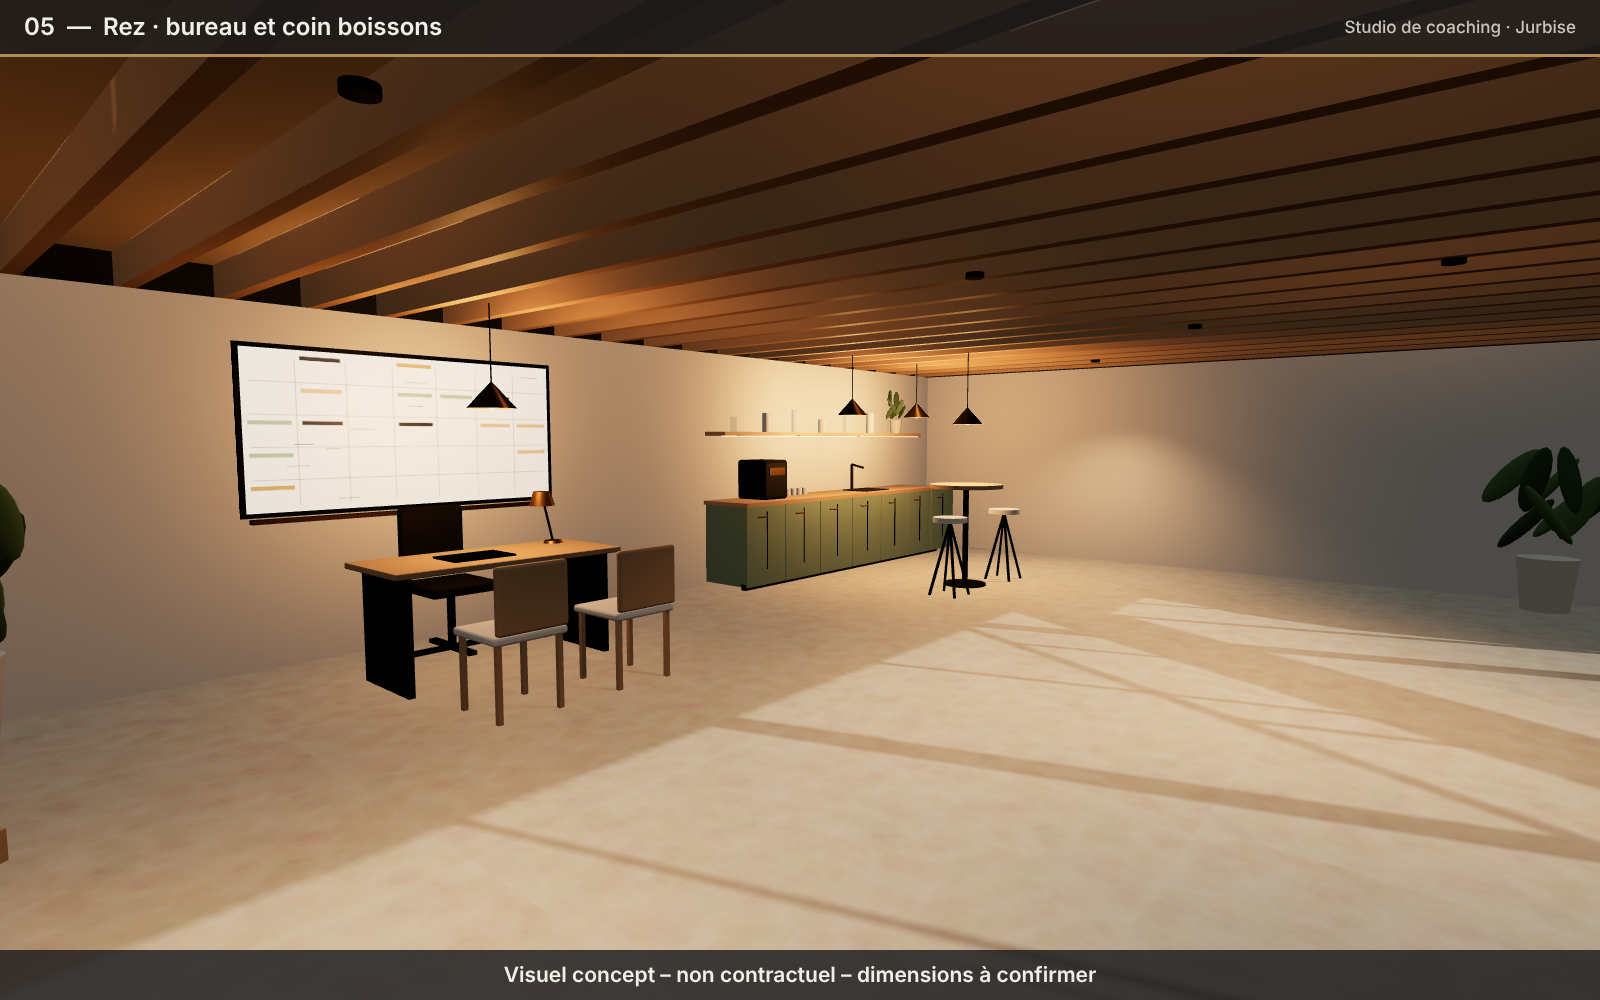 05 — Rez · bureau et coin boissons
Studio de coaching · Jurbise
Visuel concept – non contractuel – dimensions à confirmer